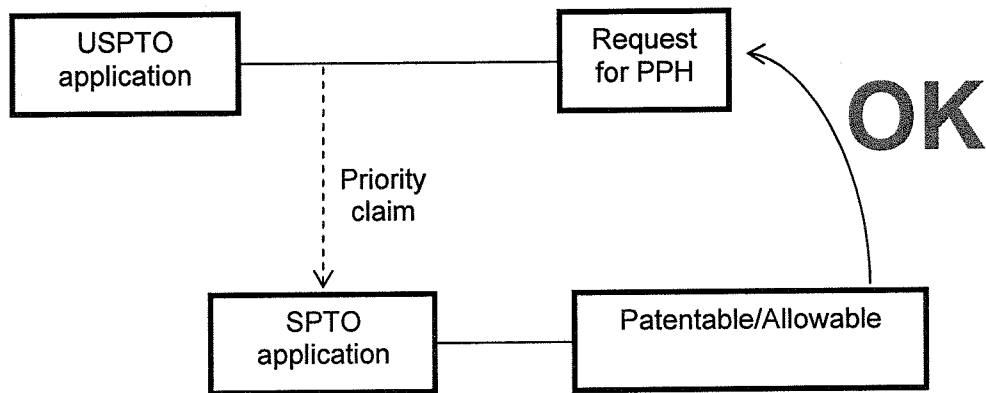 USPTO
application
Request
for PPH
OK
Priority
claim
SPTO
application
Patentable/Allowable